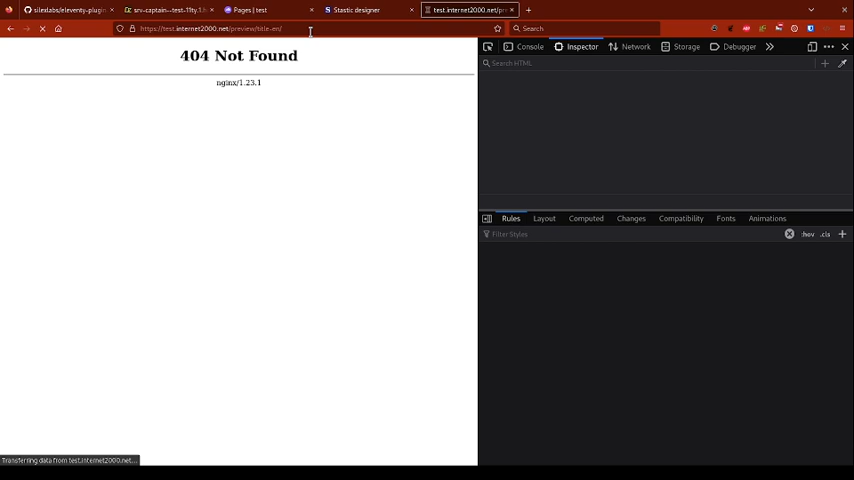 silexlabs/eleventy-plugin
srv-captain--test-11ty.1.h
Pages | test
Stastic designer
test.internet2000.net/pre
https://test.internet2000.net/preview/title-en/
Search
404 Not Found
nginx/1.23.1
Console
Inspector
Network
Storage
Debugger
Search HTML
Rules
Layout
Computed
Changes
Compatibility
Fonts
Animations
Filter Styles
:hov
.cls
Transferring data from test.internet2000.net...